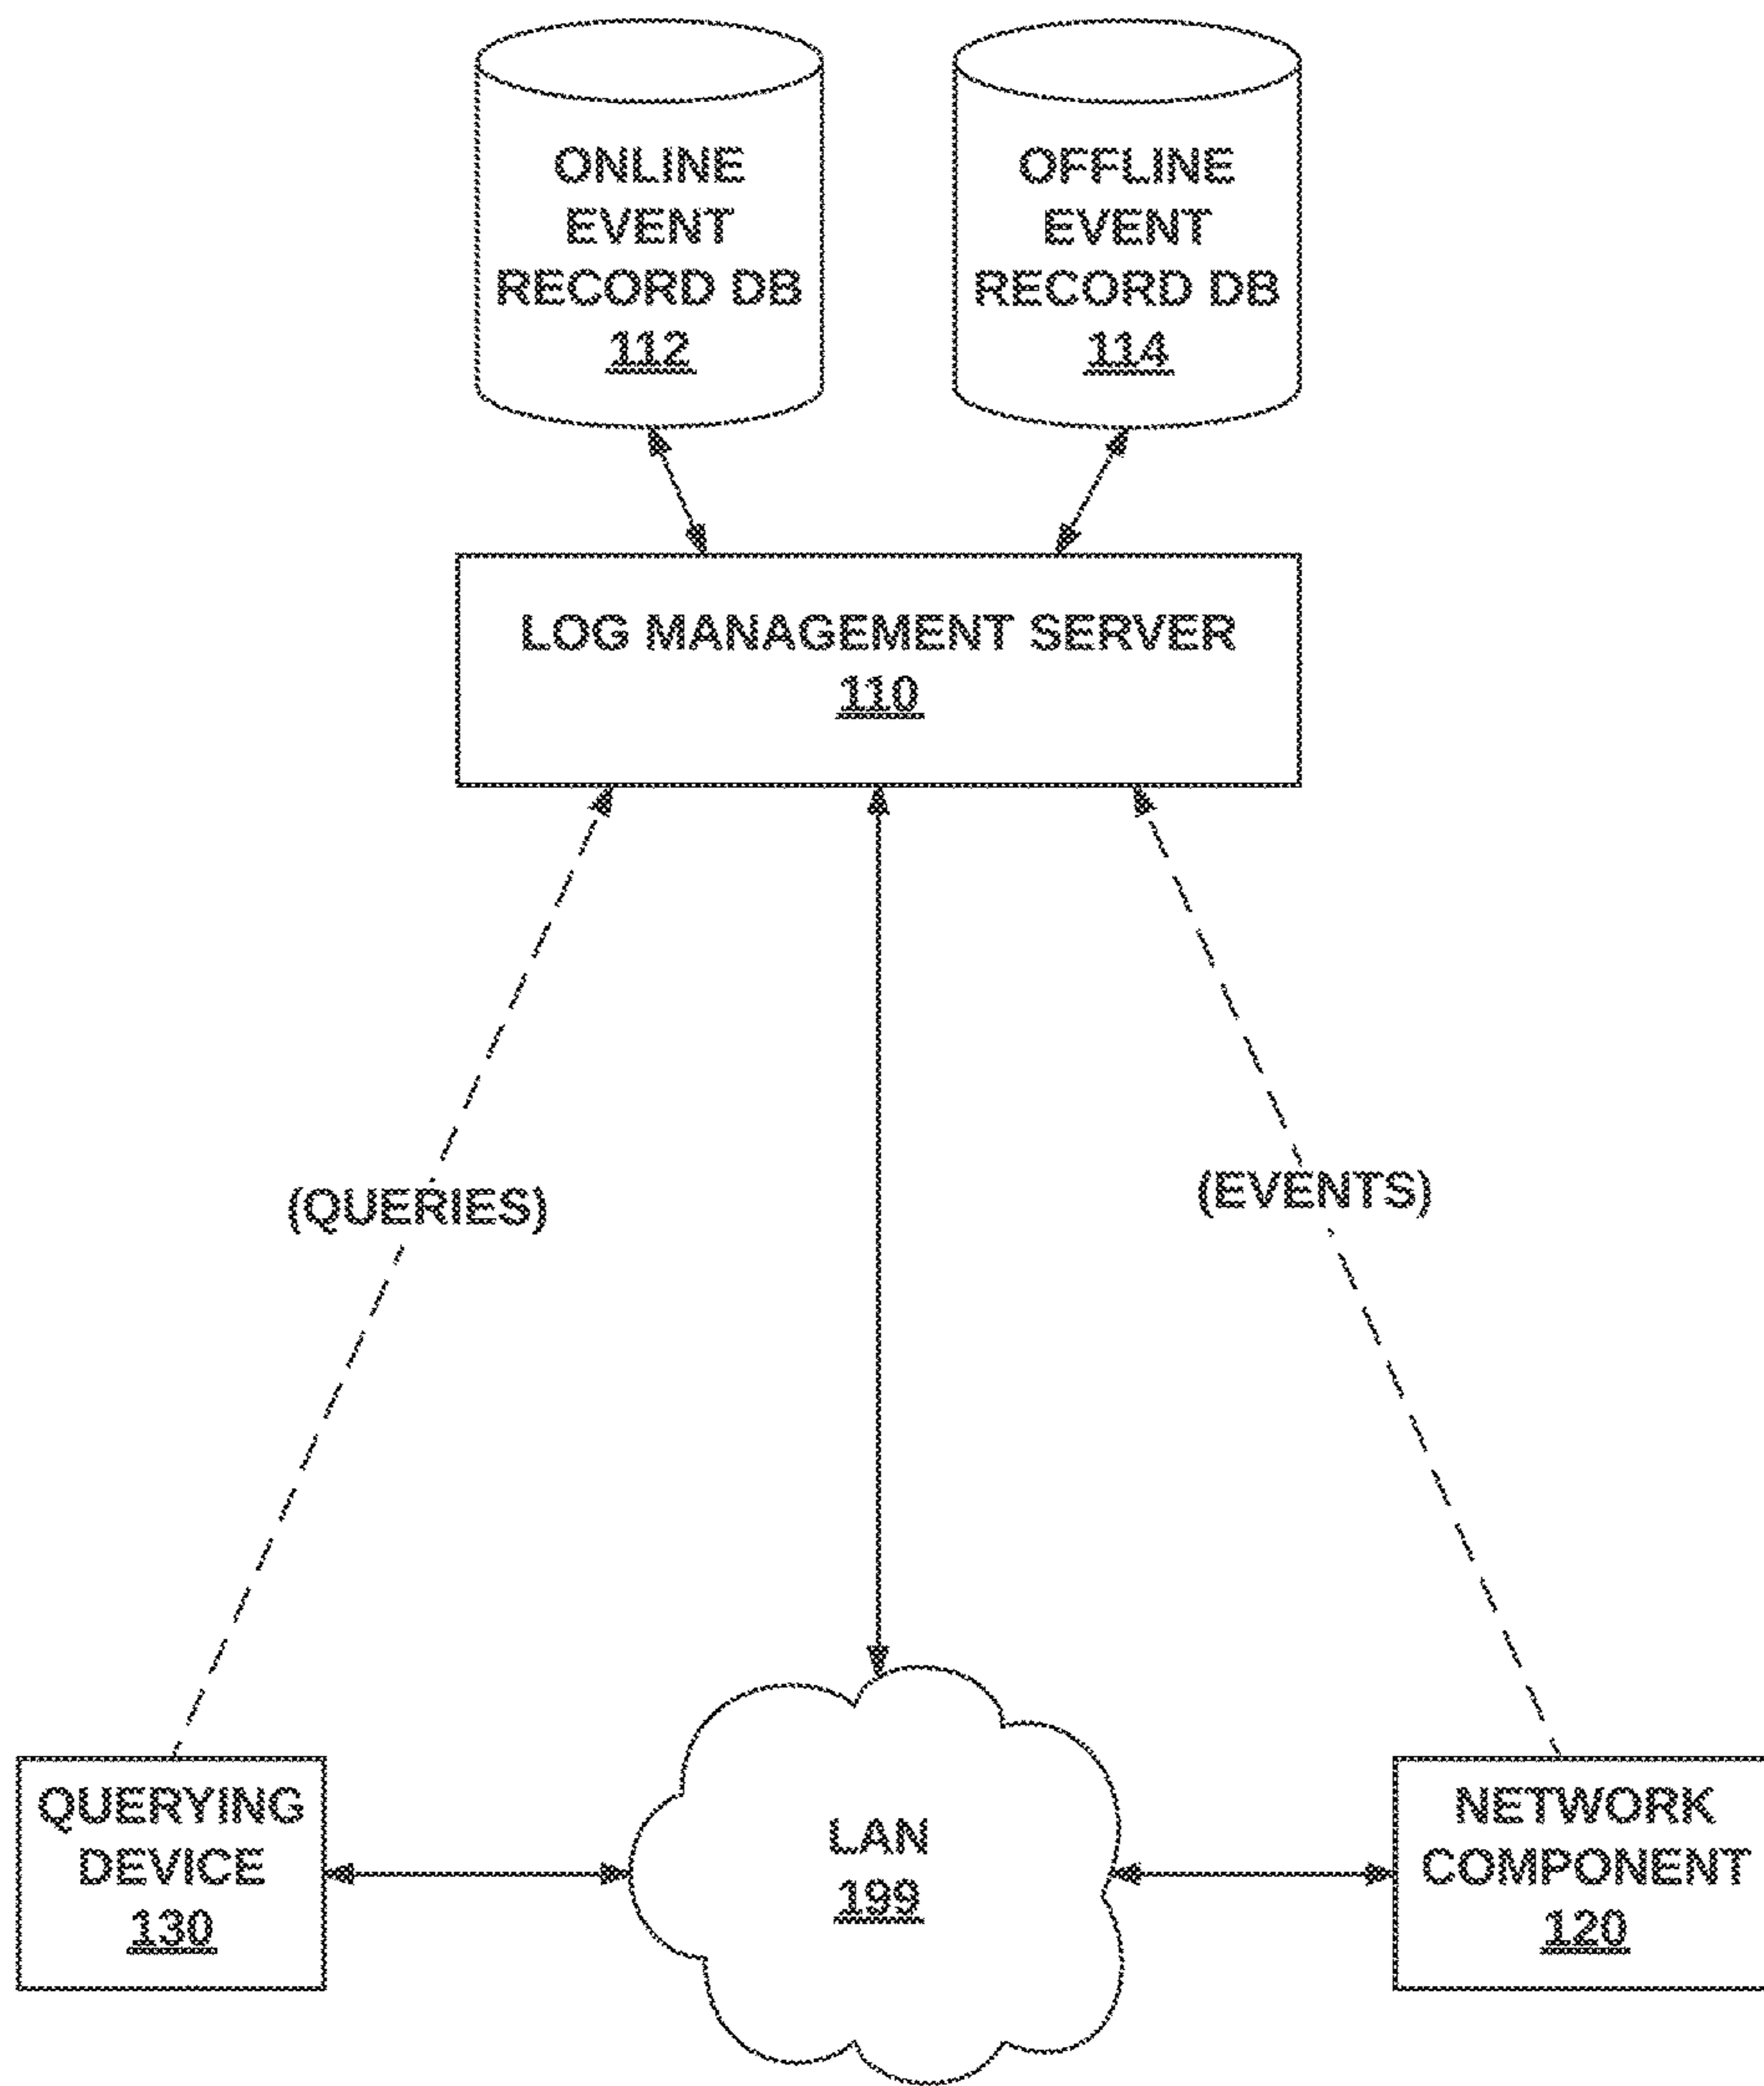 ONLINE
EVENT
RECORD DB
112
OFFLINE
EVENT
RECORD DB
114
LOG MANAGEMENT SERVER
110
(QUERIES)
(EVENTS)
QUERYING
DEVICE
130
LAN
199
NETWORK
COMPONENT
120